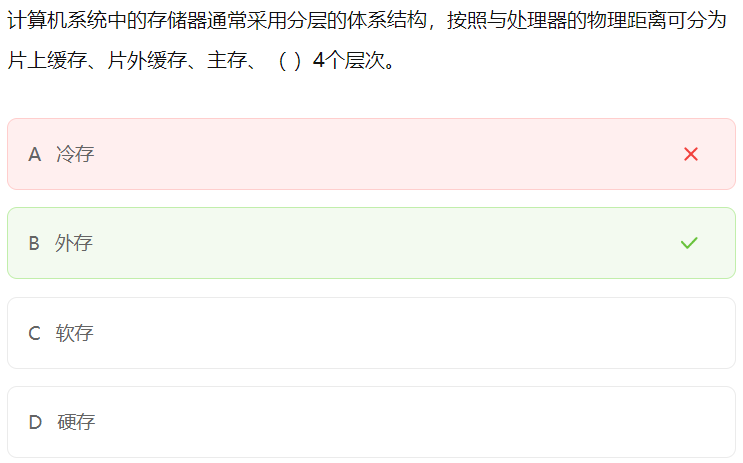 计算机系统中的存储器通常采用分层的体系结构，按照与处理器的物理距离可分为
片上缓存、片外缓存、主存、（ ）4个层次。
A 冷存
B 外存
C 软存
D 硬存